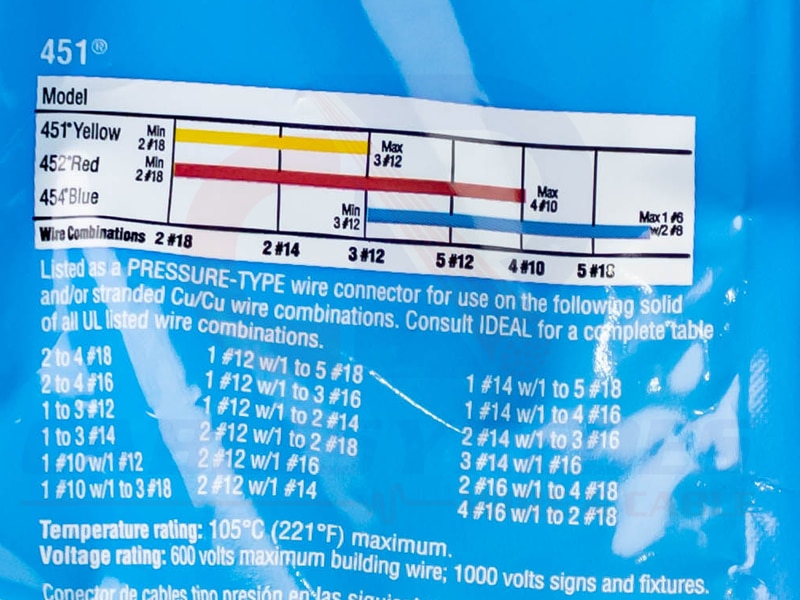 451®
Model
451®Yellow Min 2 #18 Max 3 #12
452®Red Min 2 #18 Max 4 #10
454®Blue Min 3 #12 Max 1 #6 w/2 #8
Wire Combinations 2 #18 2 #14 3 #12 5 #12 4 #10 5 #18
Listed as a PRESSURE-TYPE wire connector for use on the following solid
and/or stranded Cu/Cu wire combinations. Consult IDEAL for a complete table
of all UL listed wire combinations.
2 to 4 #18
2 to 4 #16
1 to 3 #12
1 to 3 #14
1 #10 w/1 #12
1 #10 w/1 to 3 #18
1 #12 w/1 to 5 #18
1 #12 w/1 to 3 #16
1 #12 w/1 to 2 #14
2 #12 w/1 to 2 #18
2 #12 w/1 #16
2 #12 w/1 #14
1 #14 w/1 to 5 #18
1 #14 w/1 to 4 #16
2 #14 w/1 to 3 #16
3 #14 w/1 #16
2 #16 w/1 to 4 #18
4 #16 w/1 to 2 #18
Temperature rating: 105°C (221°F) maximum.
Voltage rating: 600 volts maximum building wire; 1000 volts signs and fixtures.
Conector de cables tipo presión en las